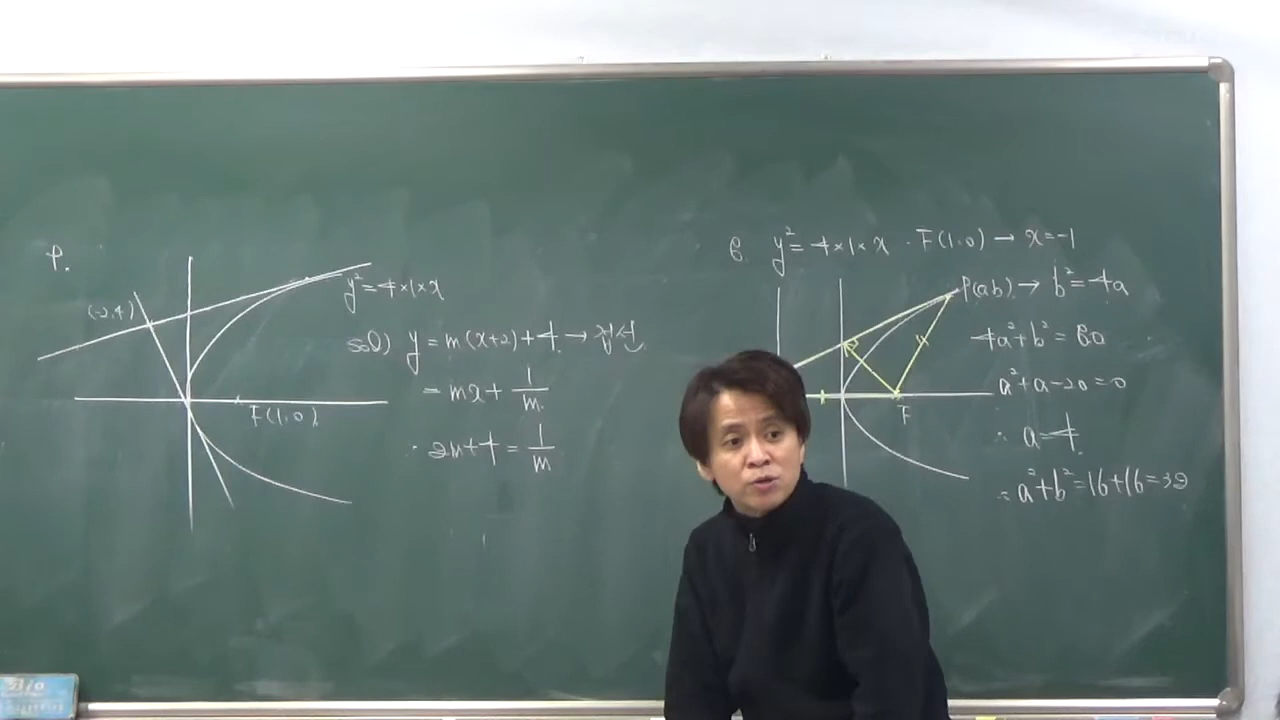 9.
(-2,4)
y²=4×1×x
sol) y=m(x+2)+4 → 접선
= mx+1/m
∴ 2m+4=1/m
F(1,0)
8. y²=4×1×x · F(1,0) → x=-1
P(a,b) → b²=4a
4a²+b²=80
a²+a-20=0
∴ a=4
∴ a²+b²=16+16=32
F
Bio